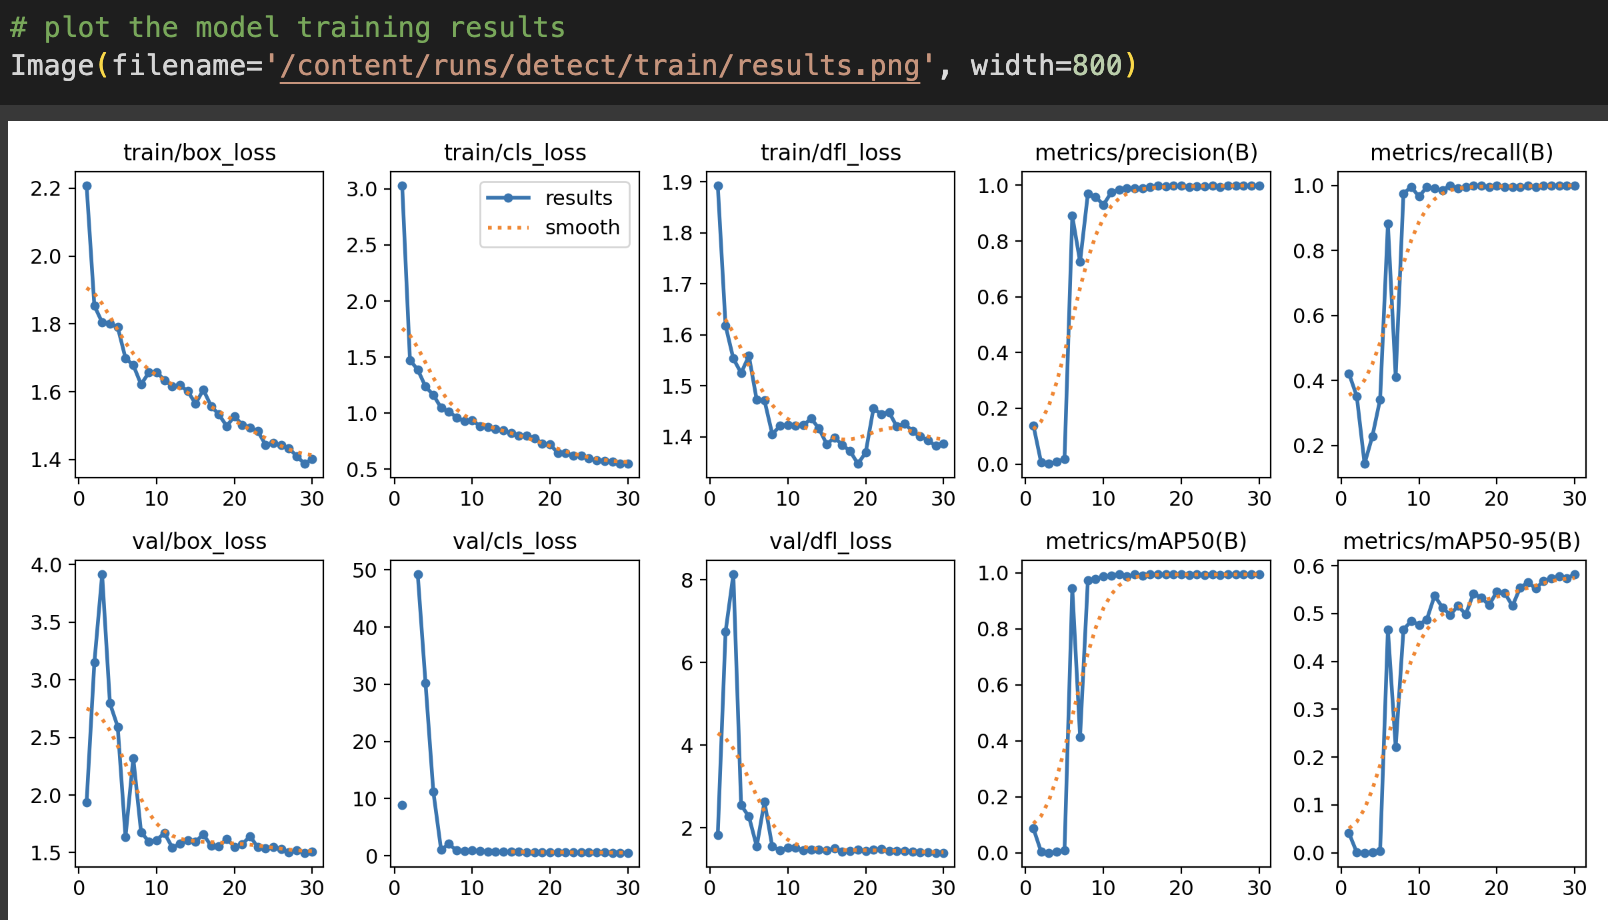 # plot the model training results
Image(filename='/content/runs/detect/train/results.png', width=800)
train/box_loss
train/cls_loss
train/dfl_loss
metrics/precision(B)
metrics/recall(B)
2.2
2.0
1.8
1.6
1.4
0 10 20 30
3.0
2.5
2.0
1.5
1.0
0.5
0 10 20 30
results
smooth
1.9
1.8
1.7
1.6
1.5
1.4
0 10 20 30
1.0
0.8
0.6
0.4
0.2
0.0
0 10 20 30
1.0
0.8
0.6
0.4
0.2
0 10 20 30
val/box_loss
val/cls_loss
val/dfl_loss
metrics/mAP50(B)
metrics/mAP50-95(B)
4.0
3.5
3.0
2.5
2.0
1.5
0 10 20 30
50
40
30
20
10
0
0 10 20 30
8
6
4
2
0 10 20 30
1.0
0.8
0.6
0.4
0.2
0.0
0 10 20 30
0.6
0.5
0.4
0.3
0.2
0.1
0.0
0 10 20 30